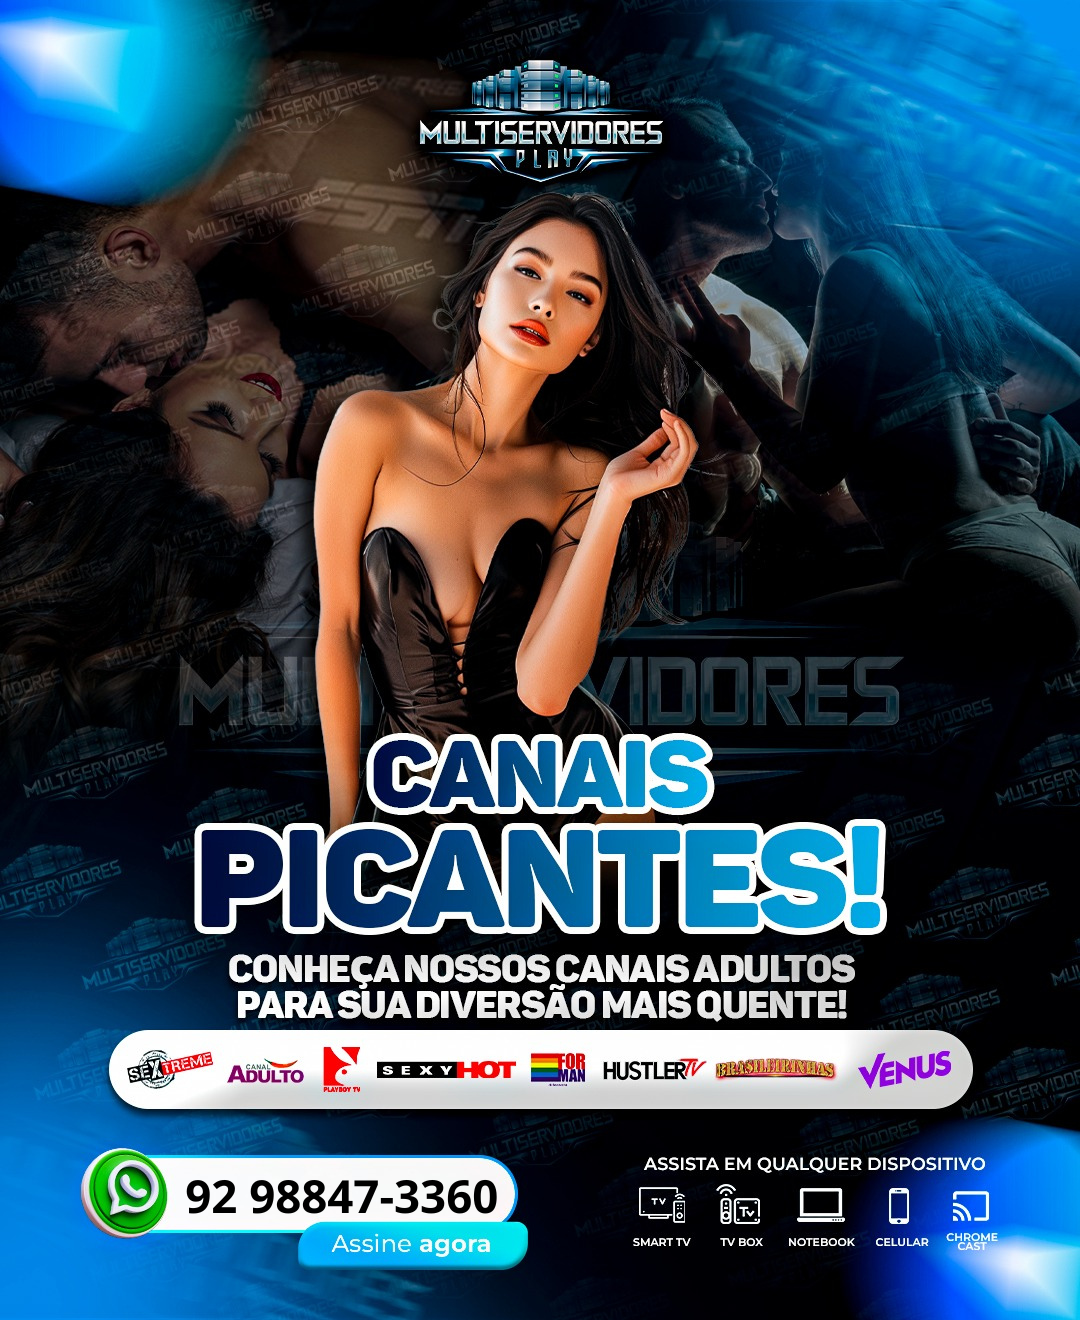 MULTISERVIDORES
PLAY
CANAIS
PICANTES!
CONHEÇA NOSSOS CANAIS ADULTOS
PARA SUA DIVERSÃO MAIS QUENTE!
SEXTREME
CANAL
ADULTO
PLAYBOY TV
SEXYHOT
FOR
MAN
HUSTLER TV
BRASILEIRINHAS
VENUS
92 98847-3360
Assine agora
ASSISTA EM QUALQUER DISPOSITIVO
TV
TV
SMART TV
TV BOX
NOTEBOOK
CELULAR
CHROME
CAST